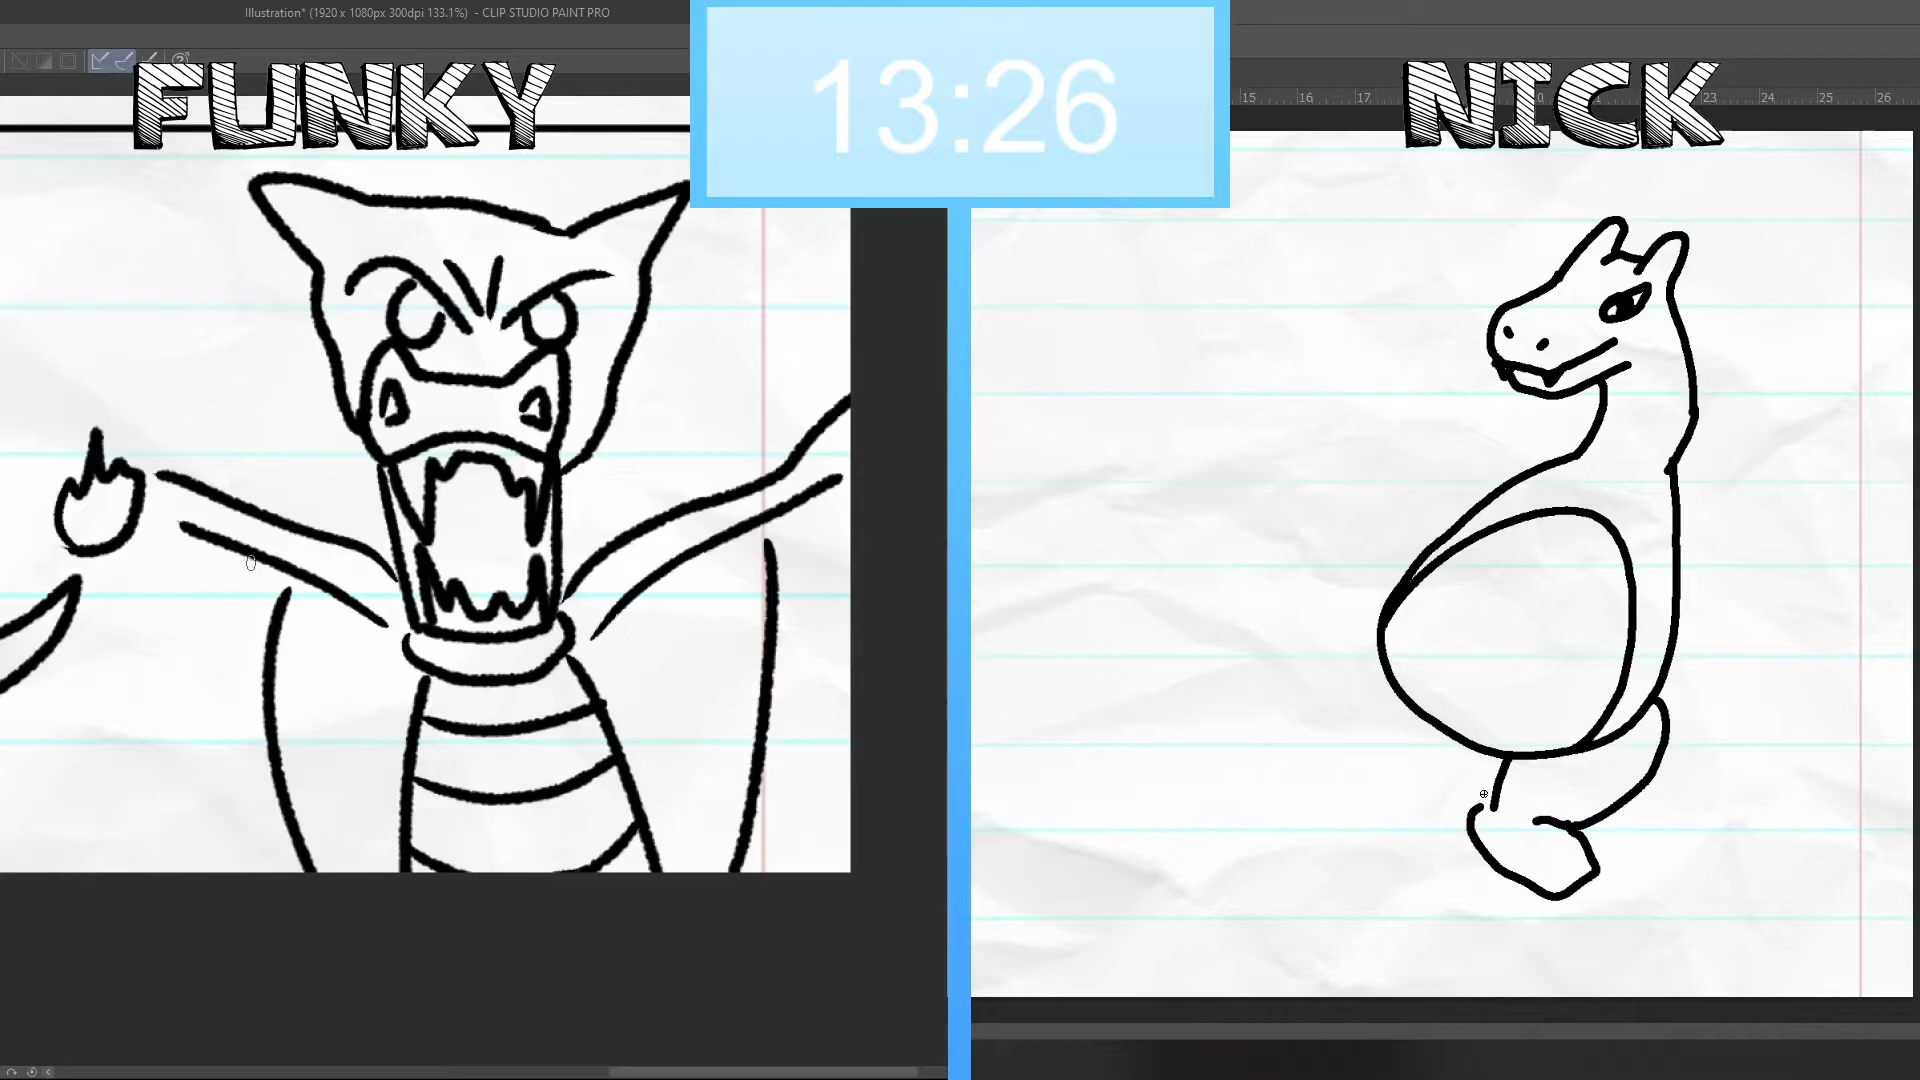 Illustration* (1920 x 1080px 300dpi 133.1%) - CLIP STUDIO PAINT PRO
FUNKY
13:26
NICK
15 16 17 23 24 25 26